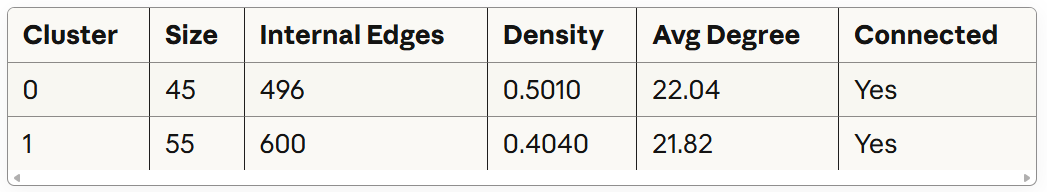 Cluster Size Internal Edges Density Avg Degree Connected
0 45 496 0.5010 22.04 Yes
1 55 600 0.4040 21.82 Yes